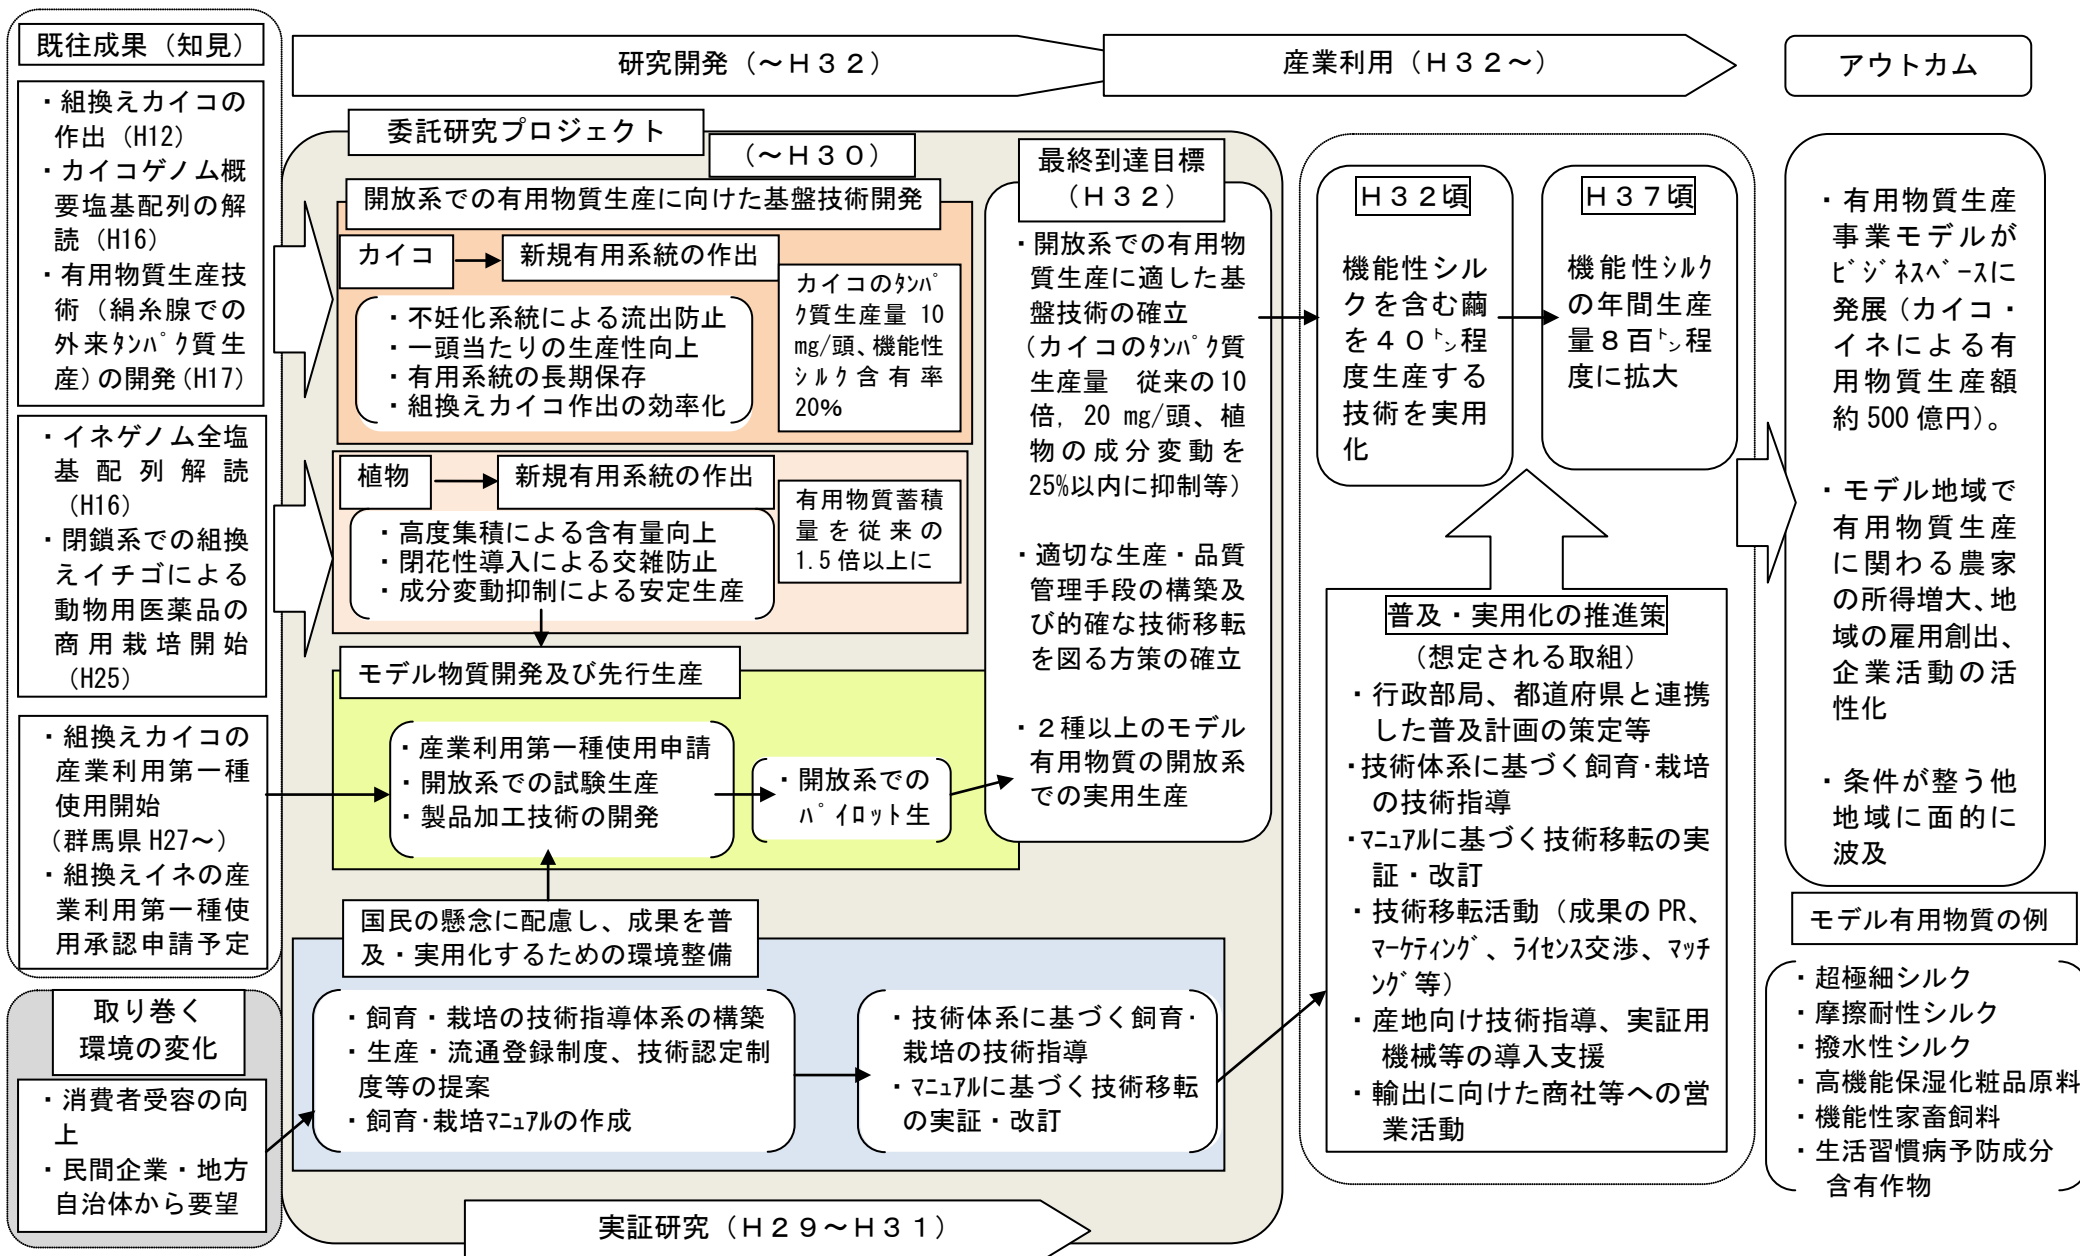 既往成果（知見）
・組換えカイコの
作出（H12）
・カイコゲノム概
要塩基配列の解
読（H16）
・有用物質生産技
術（絹糸腺での
外来ﾀﾝﾊﾟｸ質生
産）の開発(H17)
・イネゲノム全塩
基配列解読
（H16）
・閉鎖系での組換
えイチゴによる
動物用医薬品の
商用栽培開始
（H25）
・組換えカイコの
産業利用第一種
使用開始
（群馬県 H27～）
・組換えイネの産
業利用第一種使
用承認申請予定
取り巻く
環境の変化
・消費者受容の向
上
・民間企業・地方
自治体から要望
研究開発（～Ｈ３２）
産業利用（Ｈ３２～）
アウトカム
委託研究プロジェクト
（～Ｈ３０）
開放系での有用物質生産に向けた基盤技術開発
カイコ
新規有用系統の作出
・不妊化系統による流出防止
・一頭当たりの生産性向上
・有用系統の長期保存
・組換えカイコ作出の効率化
カイコのﾀﾝﾊﾟ
ｸ質生産量 10
mg/頭、機能性
ｼﾙｸ含有率
20%
植物
新規有用系統の作出
・高度集積による含有量向上
・閉花性導入による交雑防止
・成分変動抑制による安定生産
有用物質蓄積
量を従来の
1.5 倍以上に
モデル物質開発及び先行生産
・産業利用第一種使用申請
・開放系での試験生産
・製品加工技術の開発
・開放系での
ﾊﾟｲﾛｯﾄ生
国民の懸念に配慮し、成果を普
及・実用化するための環境整備
・飼育・栽培の技術指導体系の構築
・生産・流通登録制度、技術認定制
度等の提案
・飼育･栽培ﾏﾆｭｱﾙの作成
・技術体系に基づく飼育･
栽培の技術指導
・ﾏﾆｭｱﾙに基づく技術移転
の実証・改訂
実証研究（Ｈ２９～Ｈ３１）
最終到達目標
（Ｈ３２）
・開放系での有用物
質生産に適した基
盤技術の確立
（カイコのﾀﾝﾊﾟｸ質
生産量　従来の 10
倍, 20 mg/頭、植
物の成分変動を
25%以内に抑制等）
・適切な生産・品質
管理手段の構築及
び的確な技術移転
を図る方策の確立
・２種以上のモデル
有用物質の開放系
での実用生産
Ｈ３２頃
機能性シル
クを含む繭
を４０㌧程
度生産する
技術を実用
化
Ｈ３７頃
機能性ｼﾙｸ
の年間生産
量８百㌧程
度に拡大
普及・実用化の推進策
（想定される取組）
・行政部局、都道府県と連携
した普及計画の策定等
・技術体系に基づく飼育･栽培
の技術指導
・ﾏﾆｭｱﾙに基づく技術移転の実
証・改訂
・技術移転活動（成果の PR、
ﾏｰｹﾃｨﾝｸﾞ、ﾗｲｾﾝｽ交渉、ﾏｯﾁ
ﾝｸﾞ等）
・産地向け技術指導、実証用
機械等の導入支援
・輸出に向けた商社等への営
業活動
・有用物質生産
事業モデルが
ﾋﾞｼﾞﾈｽﾍﾞｰｽに
発展（カイコ・
イネによる有
用物質生産額
約 500 億円）。
・モデル地域で
有用物質生産
に関わる農家
の所得増大、地
域の雇用創出、
企業活動の活
性化
・条件が整う他
地域に面的に
波及
モデル有用物質の例
・超極細シルク
・摩擦耐性シルク
・撥水性シルク
・高機能保湿化粧品原料
・機能性家畜飼料
・生活習慣病予防成分
含有作物